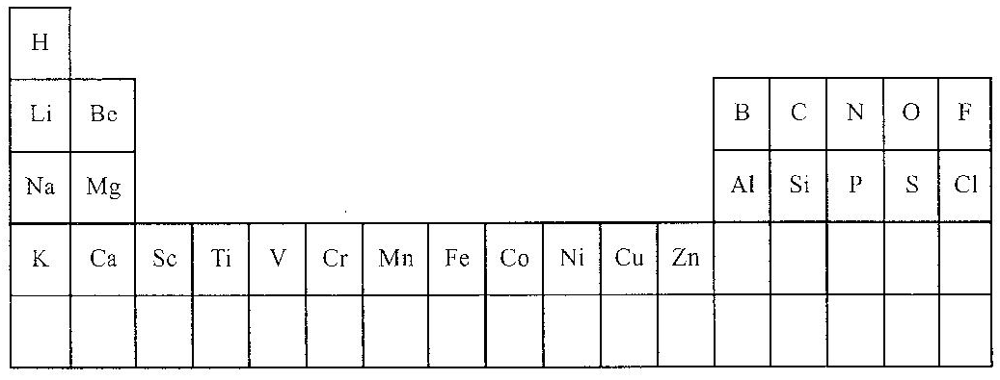 H
Li Be B C N O F
Na Mg Al Si P S Cl
K Ca Sc Ti V Cr Mn Fe Co Ni Cu Zn